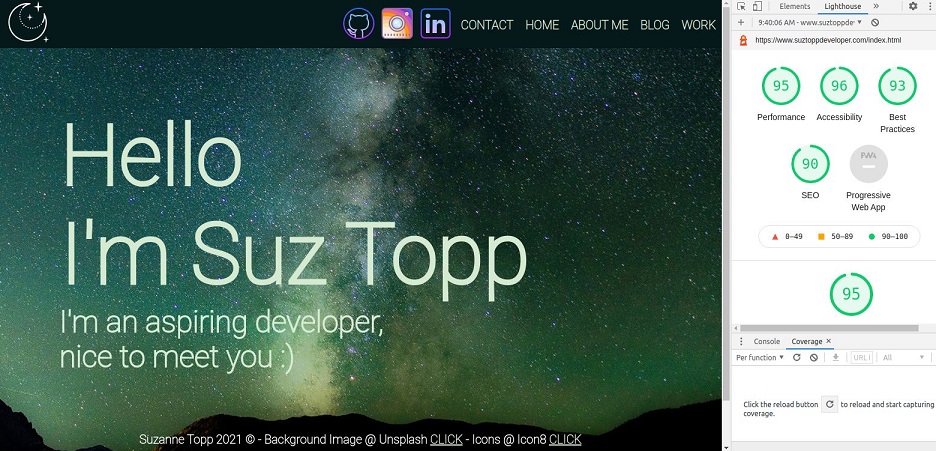 CONTACT HOME ABOUT ME BLOG WORK
Hello
I'm Suz Topp
I'm an aspiring developer,
nice to meet you :)
Suzanne Topp 2021 © - Background Image @ Unsplash CLICK - Icons @ Icon8 CLICK
Elements Lighthouse »
9:40:06 AM - www.suztoppde
https://www.suztoppdeveloper.com/index.html
95 96 93
Performance Accessibility Best
Practices
90 PWA
SEO Progressive
Web App
0–49 50–89 90–100
95
Console Coverage ×
Per function URL All
Click the reload button to reload and start capturing
coverage.